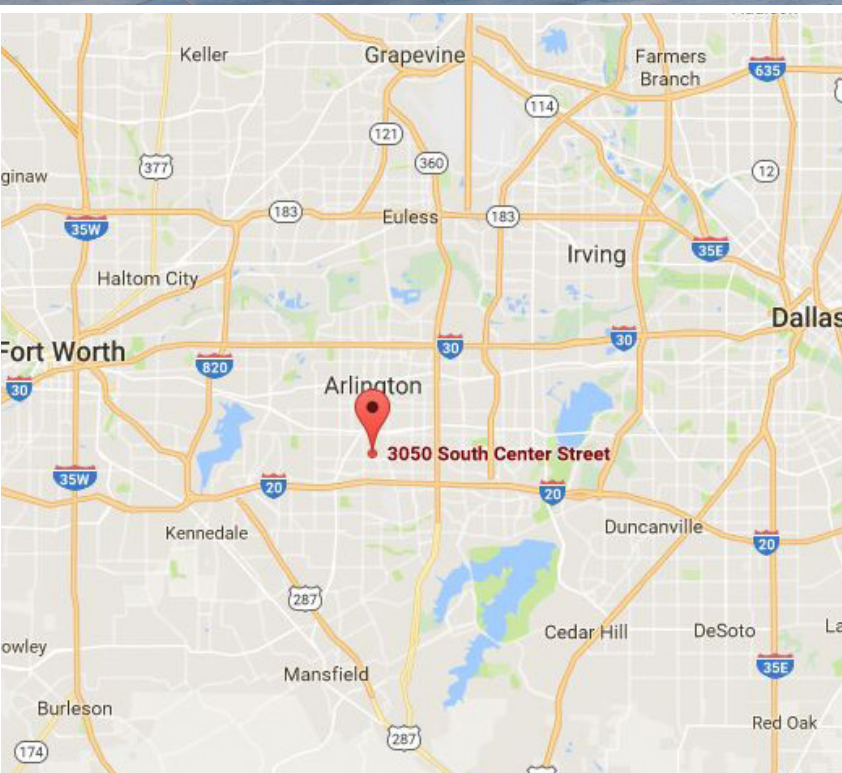 Keller
Grapevine
Farmers
Branch
635
114
121
360
377
12
ginaw
183
Euless
183
35W
Irving
35E
Haltom City
Dallas
30
30
Fort Worth
820
30
Arlington
3050 South Center Street
35W
20
20
Kennedale
Duncanville
20
287
Cedar Hill
DeSoto
La
owley
35E
Mansfield
Burleson
Red Oak
287
174